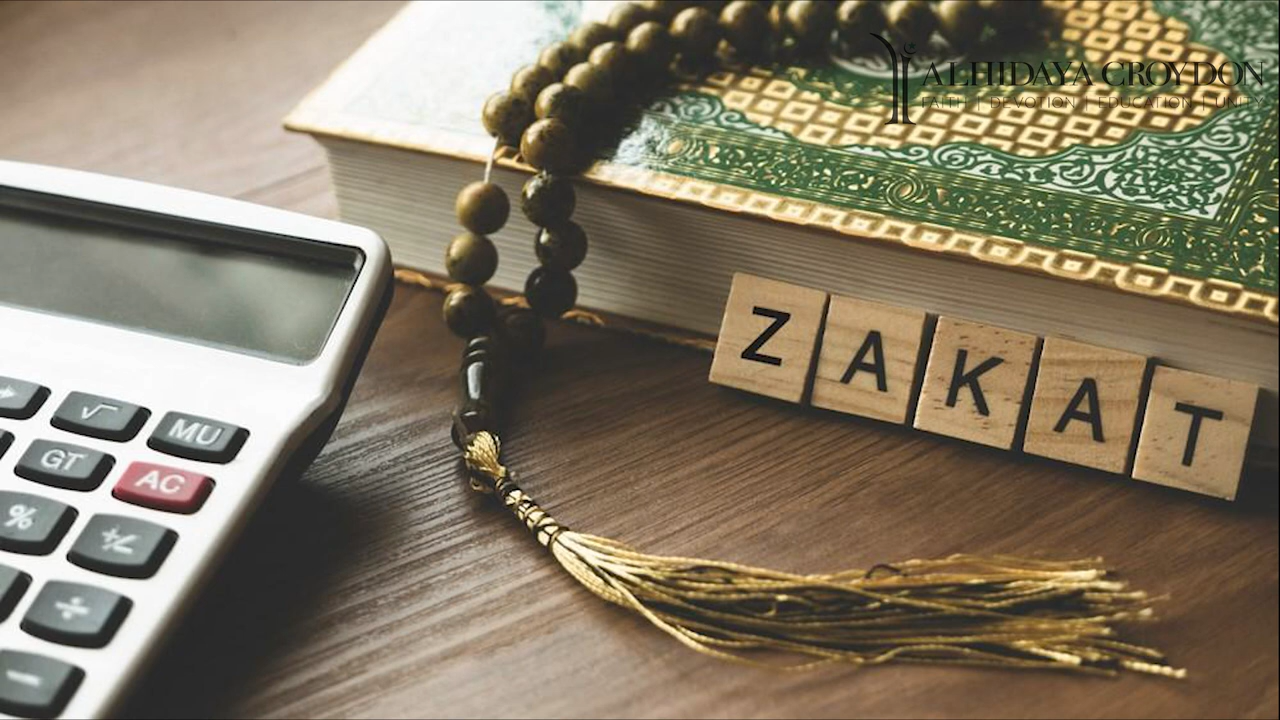 ALHIDAYA CROYDON
FAITH | DEVOTION | EDUCATION | UNITY
ZAKAT
√
MU
GT
AC
%
+/−
÷
−